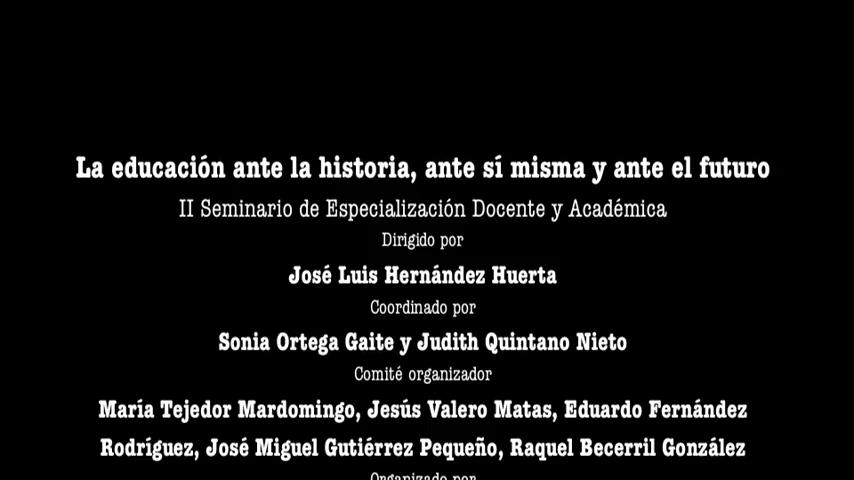 La educación ante la historia, ante sí misma y ante el futuro
II Seminario de Especialización Docente y Académica
Dirigido por
José Luis Hernández Huerta
Coordinado por
Sonia Ortega Gaite y Judith Quintano Nieto
Comité organizador
María Tejedor Mardomingo, Jesús Valero Matas, Eduardo Fernández
Rodríguez, José Miguel Gutiérrez Pequeño, Raquel Becerril González
Organizado por